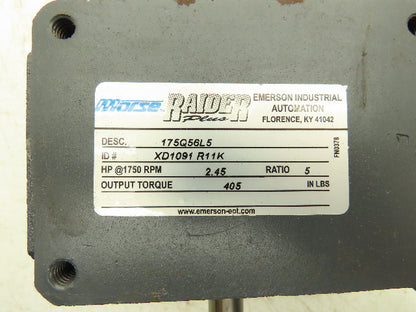 Morse RAIDER Plus EMERSON INDUSTRIAL
AUTOMATION
FLORENCE, KY 41042
DESC. 175Q56L5
ID # XD1091 R11K
HP @1750 RPM 2.45 RATIO 5
OUTPUT TORQUE 405 IN LBS
www.emerson-ept.com
FN0378